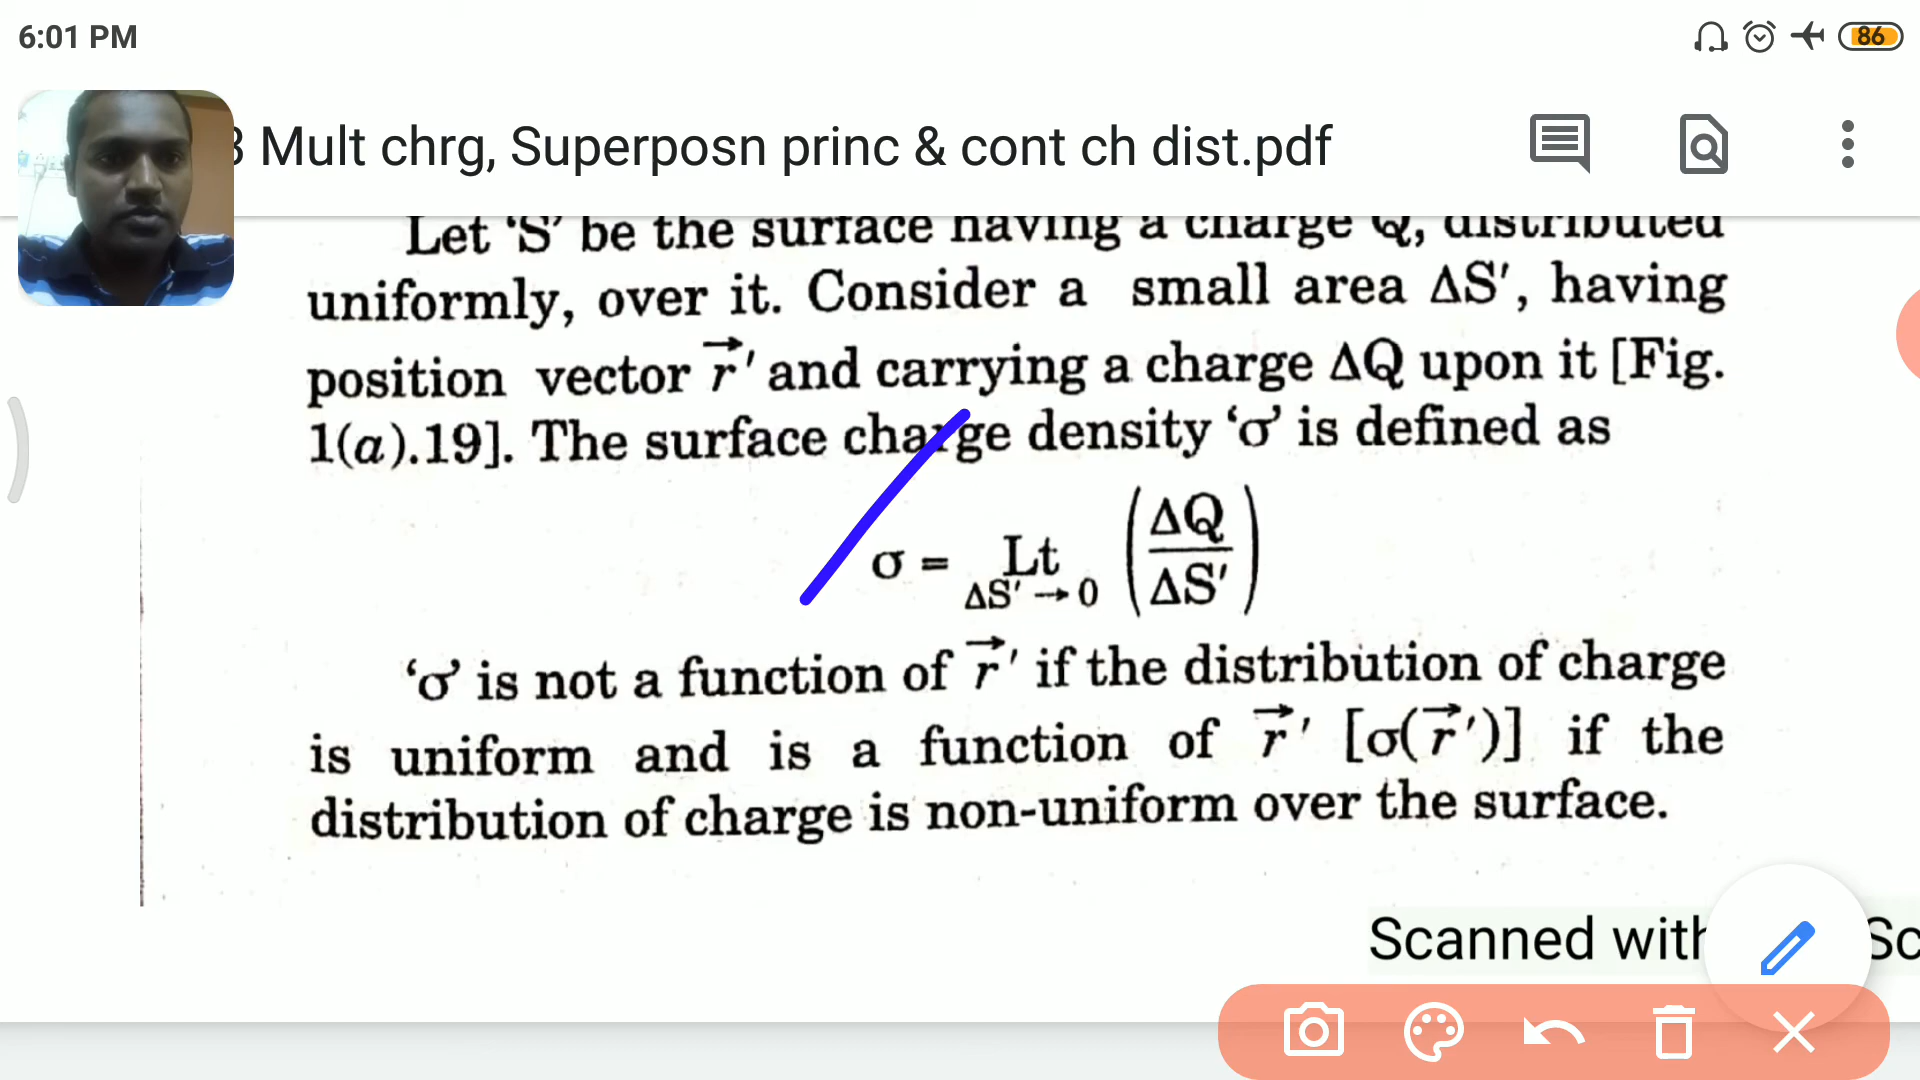 6:01 PM
86
3 Mult chrg, Superposn princ & cont ch dist.pdf
Let ‘S’ be the surface having a charge Q, distributed
uniformly, over it. Consider a small area ΔS′, having
position vector r⃗′ and carrying a charge ΔQ upon it [Fig.
1(a).19]. The surface charge density ‘σ’ is defined as
σ = Lt ΔS′→0 (ΔQ/ΔS′)
‘σ’ is not a function of r⃗′ if the distribution of charge
is uniform and is a function of r⃗′ [σ(r⃗′)] if the
distribution of charge is non-uniform over the surface.
Scanned with